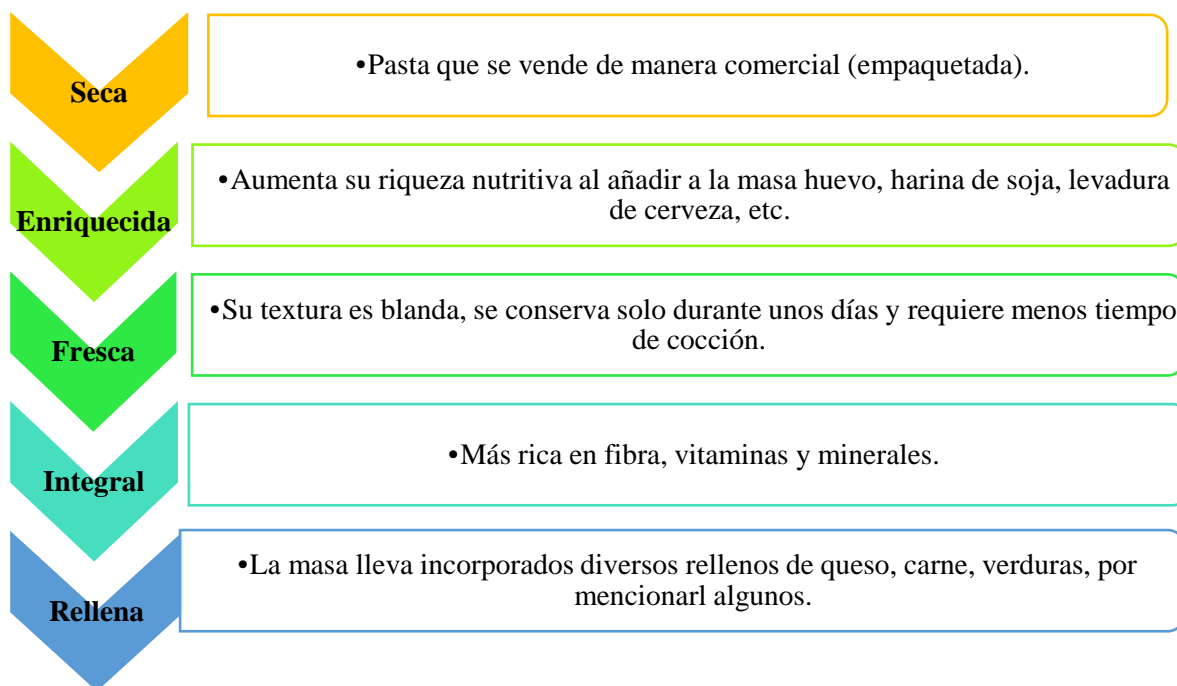 Seca
•Pasta que se vende de manera comercial (empaquetada).
Enriquecida
•Aumenta su riqueza nutritiva al añadir a la masa huevo, harina de soja, levadura
de cerveza, etc.
Fresca
•Su textura es blanda, se conserva solo durante unos días y requiere menos tiempo
de cocción.
Integral
•Más rica en fibra, vitaminas y minerales.
Rellena
•La masa lleva incorporados diversos rellenos de queso, carne, verduras, por
mencionarl algunos.